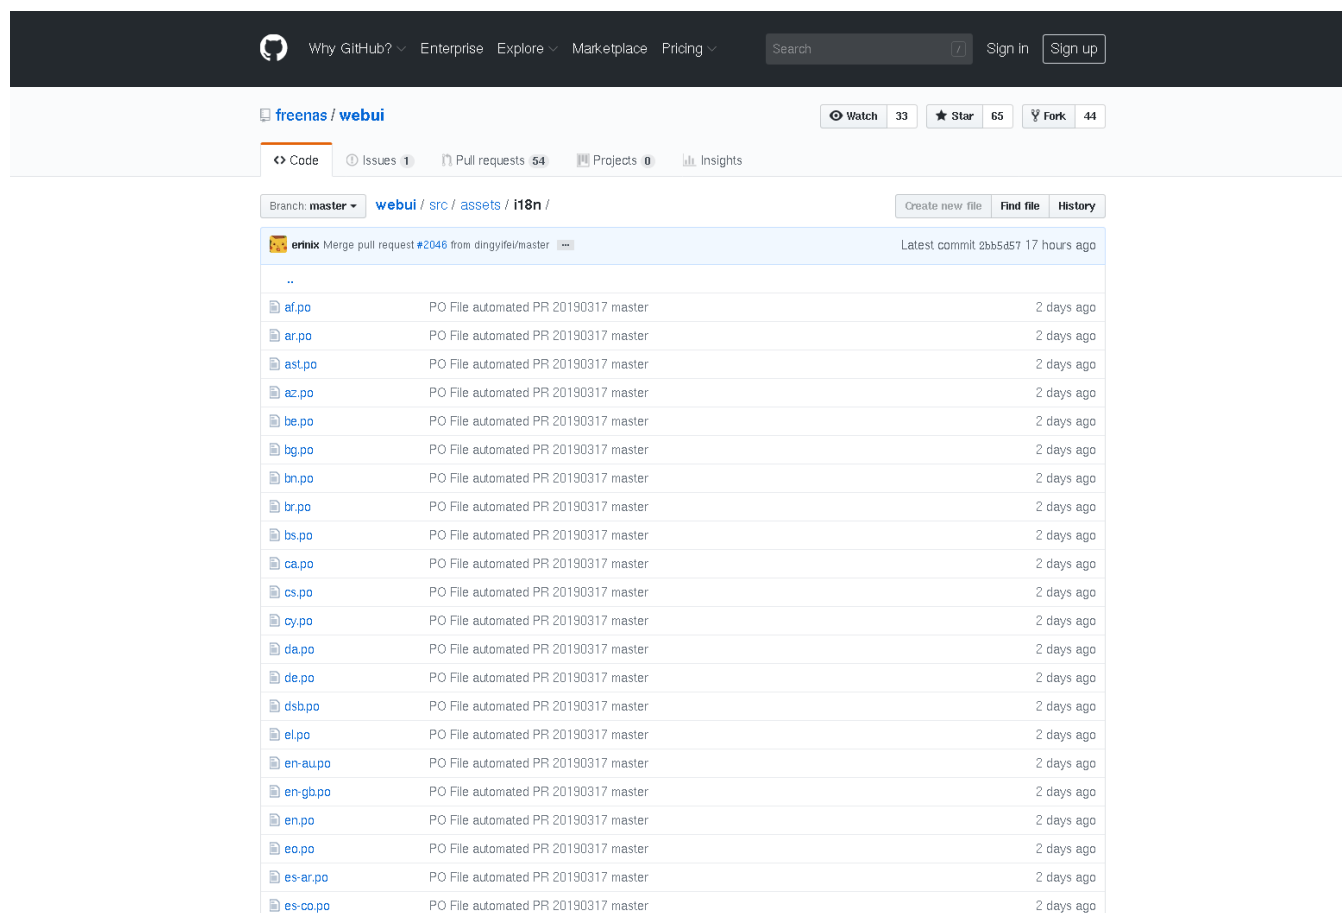 Why GitHub? Enterprise Explore Marketplace Pricing Search / Sign in Sign up
freenas / webui Watch 33 Star 65 Fork 44
Code Issues 1 Pull requests 54 Projects 0 Insights
Branch: master webui / src / assets / i18n / Create new file Find file History
erinix Merge pull request #2046 from dingyifei/master … Latest commit 2bb5d57 17 hours ago
..
af.po PO File automated PR 20190317 master 2 days ago
ar.po PO File automated PR 20190317 master 2 days ago
ast.po PO File automated PR 20190317 master 2 days ago
az.po PO File automated PR 20190317 master 2 days ago
be.po PO File automated PR 20190317 master 2 days ago
bg.po PO File automated PR 20190317 master 2 days ago
bn.po PO File automated PR 20190317 master 2 days ago
br.po PO File automated PR 20190317 master 2 days ago
bs.po PO File automated PR 20190317 master 2 days ago
ca.po PO File automated PR 20190317 master 2 days ago
cs.po PO File automated PR 20190317 master 2 days ago
cy.po PO File automated PR 20190317 master 2 days ago
da.po PO File automated PR 20190317 master 2 days ago
de.po PO File automated PR 20190317 master 2 days ago
dsb.po PO File automated PR 20190317 master 2 days ago
el.po PO File automated PR 20190317 master 2 days ago
en-au.po PO File automated PR 20190317 master 2 days ago
en-gb.po PO File automated PR 20190317 master 2 days ago
en.po PO File automated PR 20190317 master 2 days ago
eo.po PO File automated PR 20190317 master 2 days ago
es-ar.po PO File automated PR 20190317 master 2 days ago
es-co.po PO File automated PR 20190317 master 2 days ago